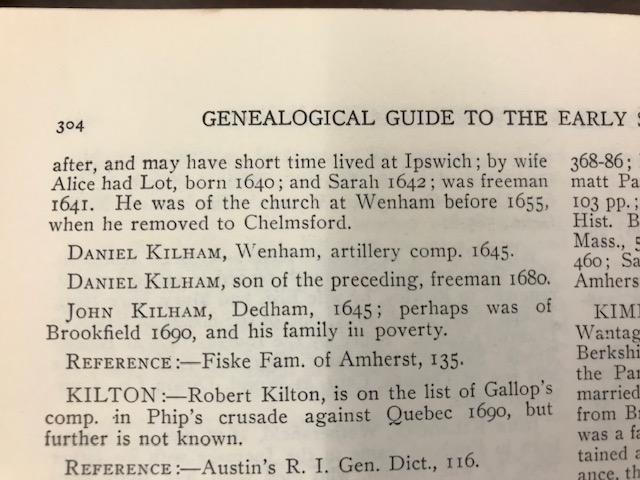 304 GENEALOGICAL GUIDE TO THE EARLY
after, and may have short time lived at Ipswich; by wife
Alice had Lot, born 1640; and Sarah 1642; was freeman
1641. He was of the church at Wenham before 1655,
when he removed to Chelmsford.
DANIEL KILHAM, Wenham, artillery comp. 1645.
DANIEL KILHAM, son of the preceding, freeman 1680.
JOHN KILHAM, Dedham, 1645; perhaps was of
Brookfield 1690, and his family in poverty.
REFERENCE:—Fiske Fam. of Amherst, 135.
KILTON:—Robert Kilton, is on the list of Gallop's
comp. in Phip's crusade against Quebec 1690, but
further is not known.
REFERENCE:—Austin's R. I. Gen. Dict., 116.
368-86;
matt Pa
103 pp.;
Hist. B
Mass., 5
460; Sa
Amhers
KIM
Wantag
Berkshi
the Par
married
from B
was a fa
tained a
ance, th